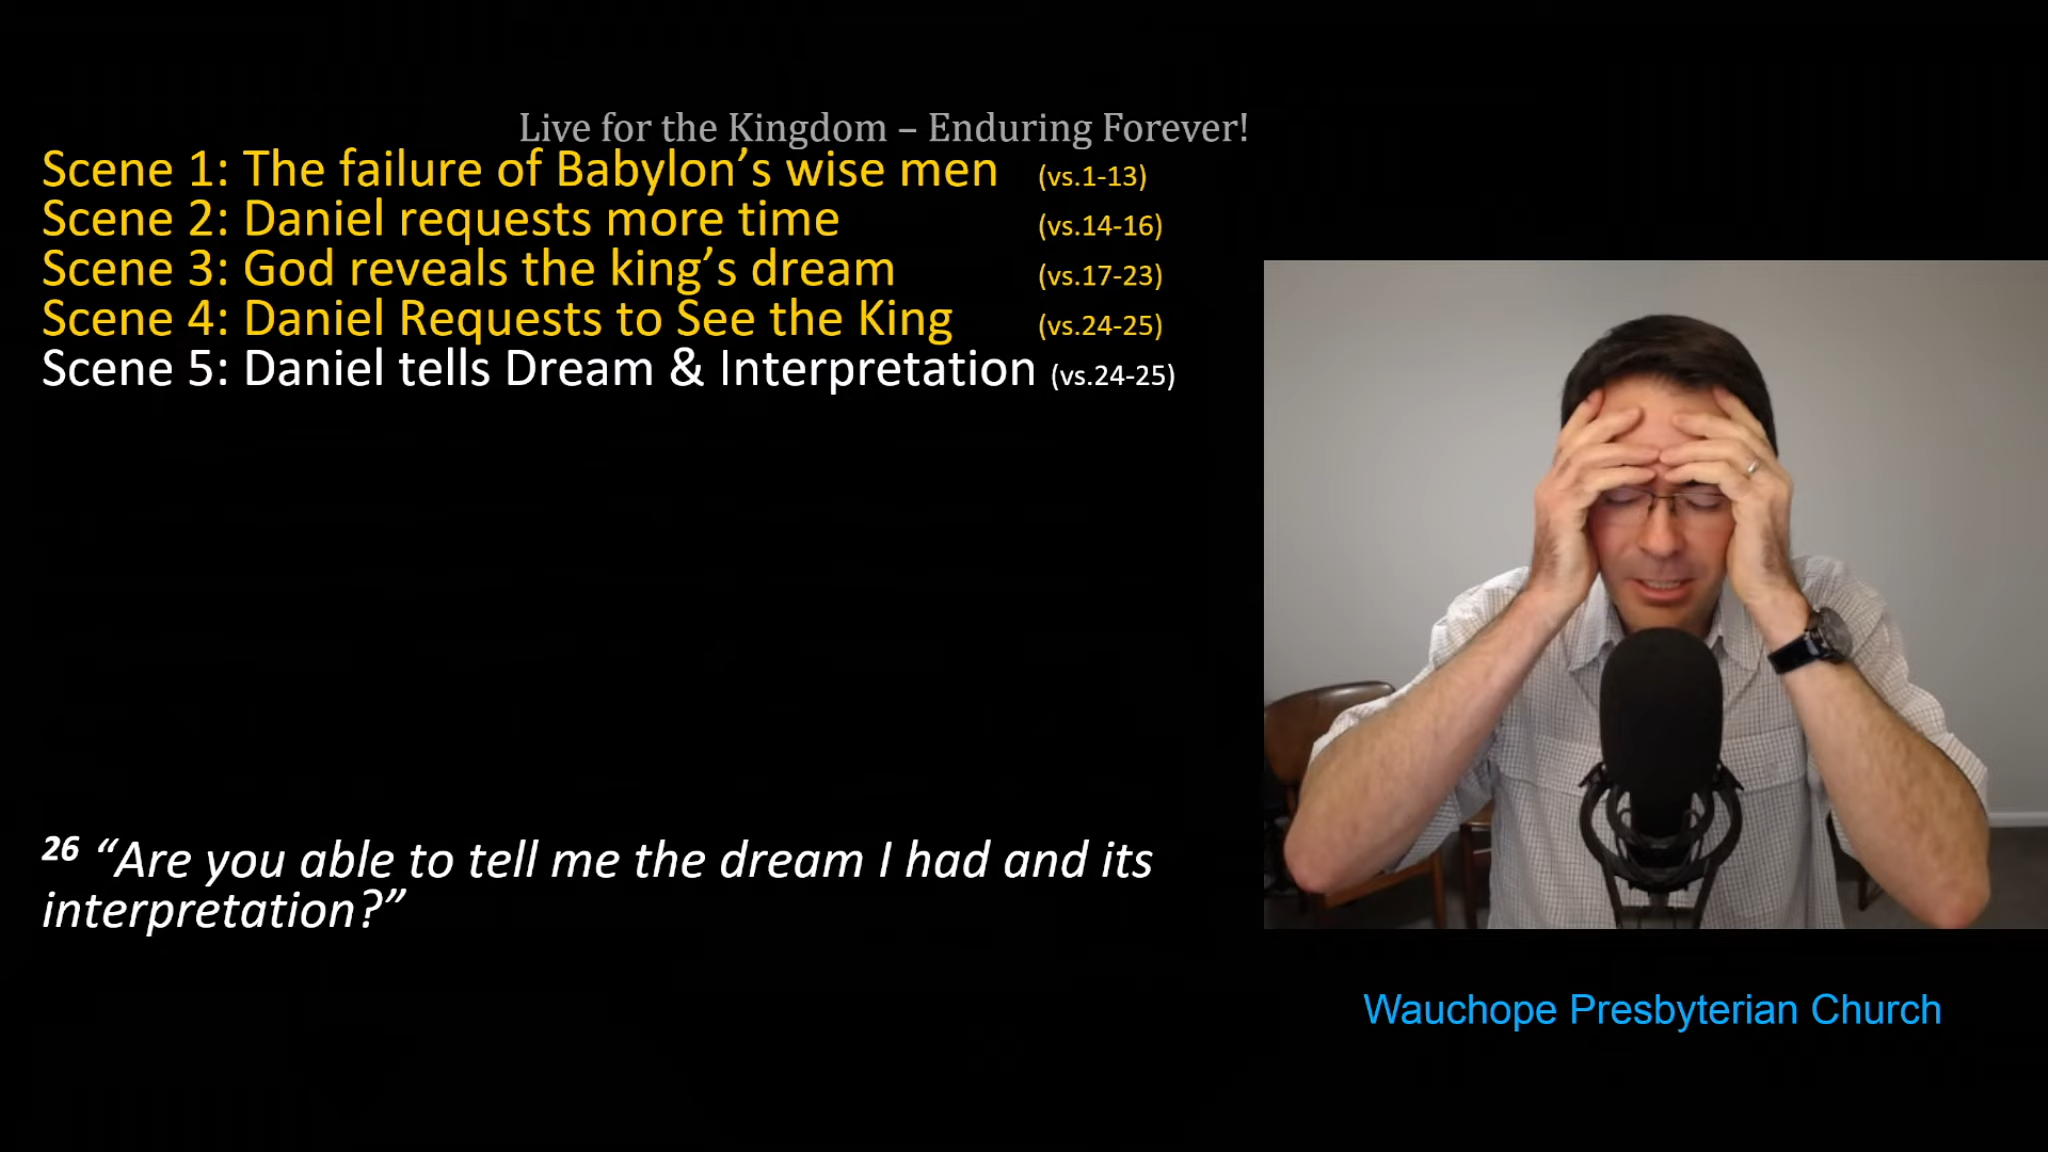 Live for the Kingdom – Enduring Forever!
Scene 1: The failure of Babylon’s wise men (vs.1-13)
Scene 2: Daniel requests more time (vs.14-16)
Scene 3: God reveals the king’s dream (vs.17-23)
Scene 4: Daniel Requests to See the King (vs.24-25)
Scene 5: Daniel tells Dream & Interpretation (vs.24-25)
26 “Are you able to tell me the dream I had and its
interpretation?”
Wauchope Presbyterian Church